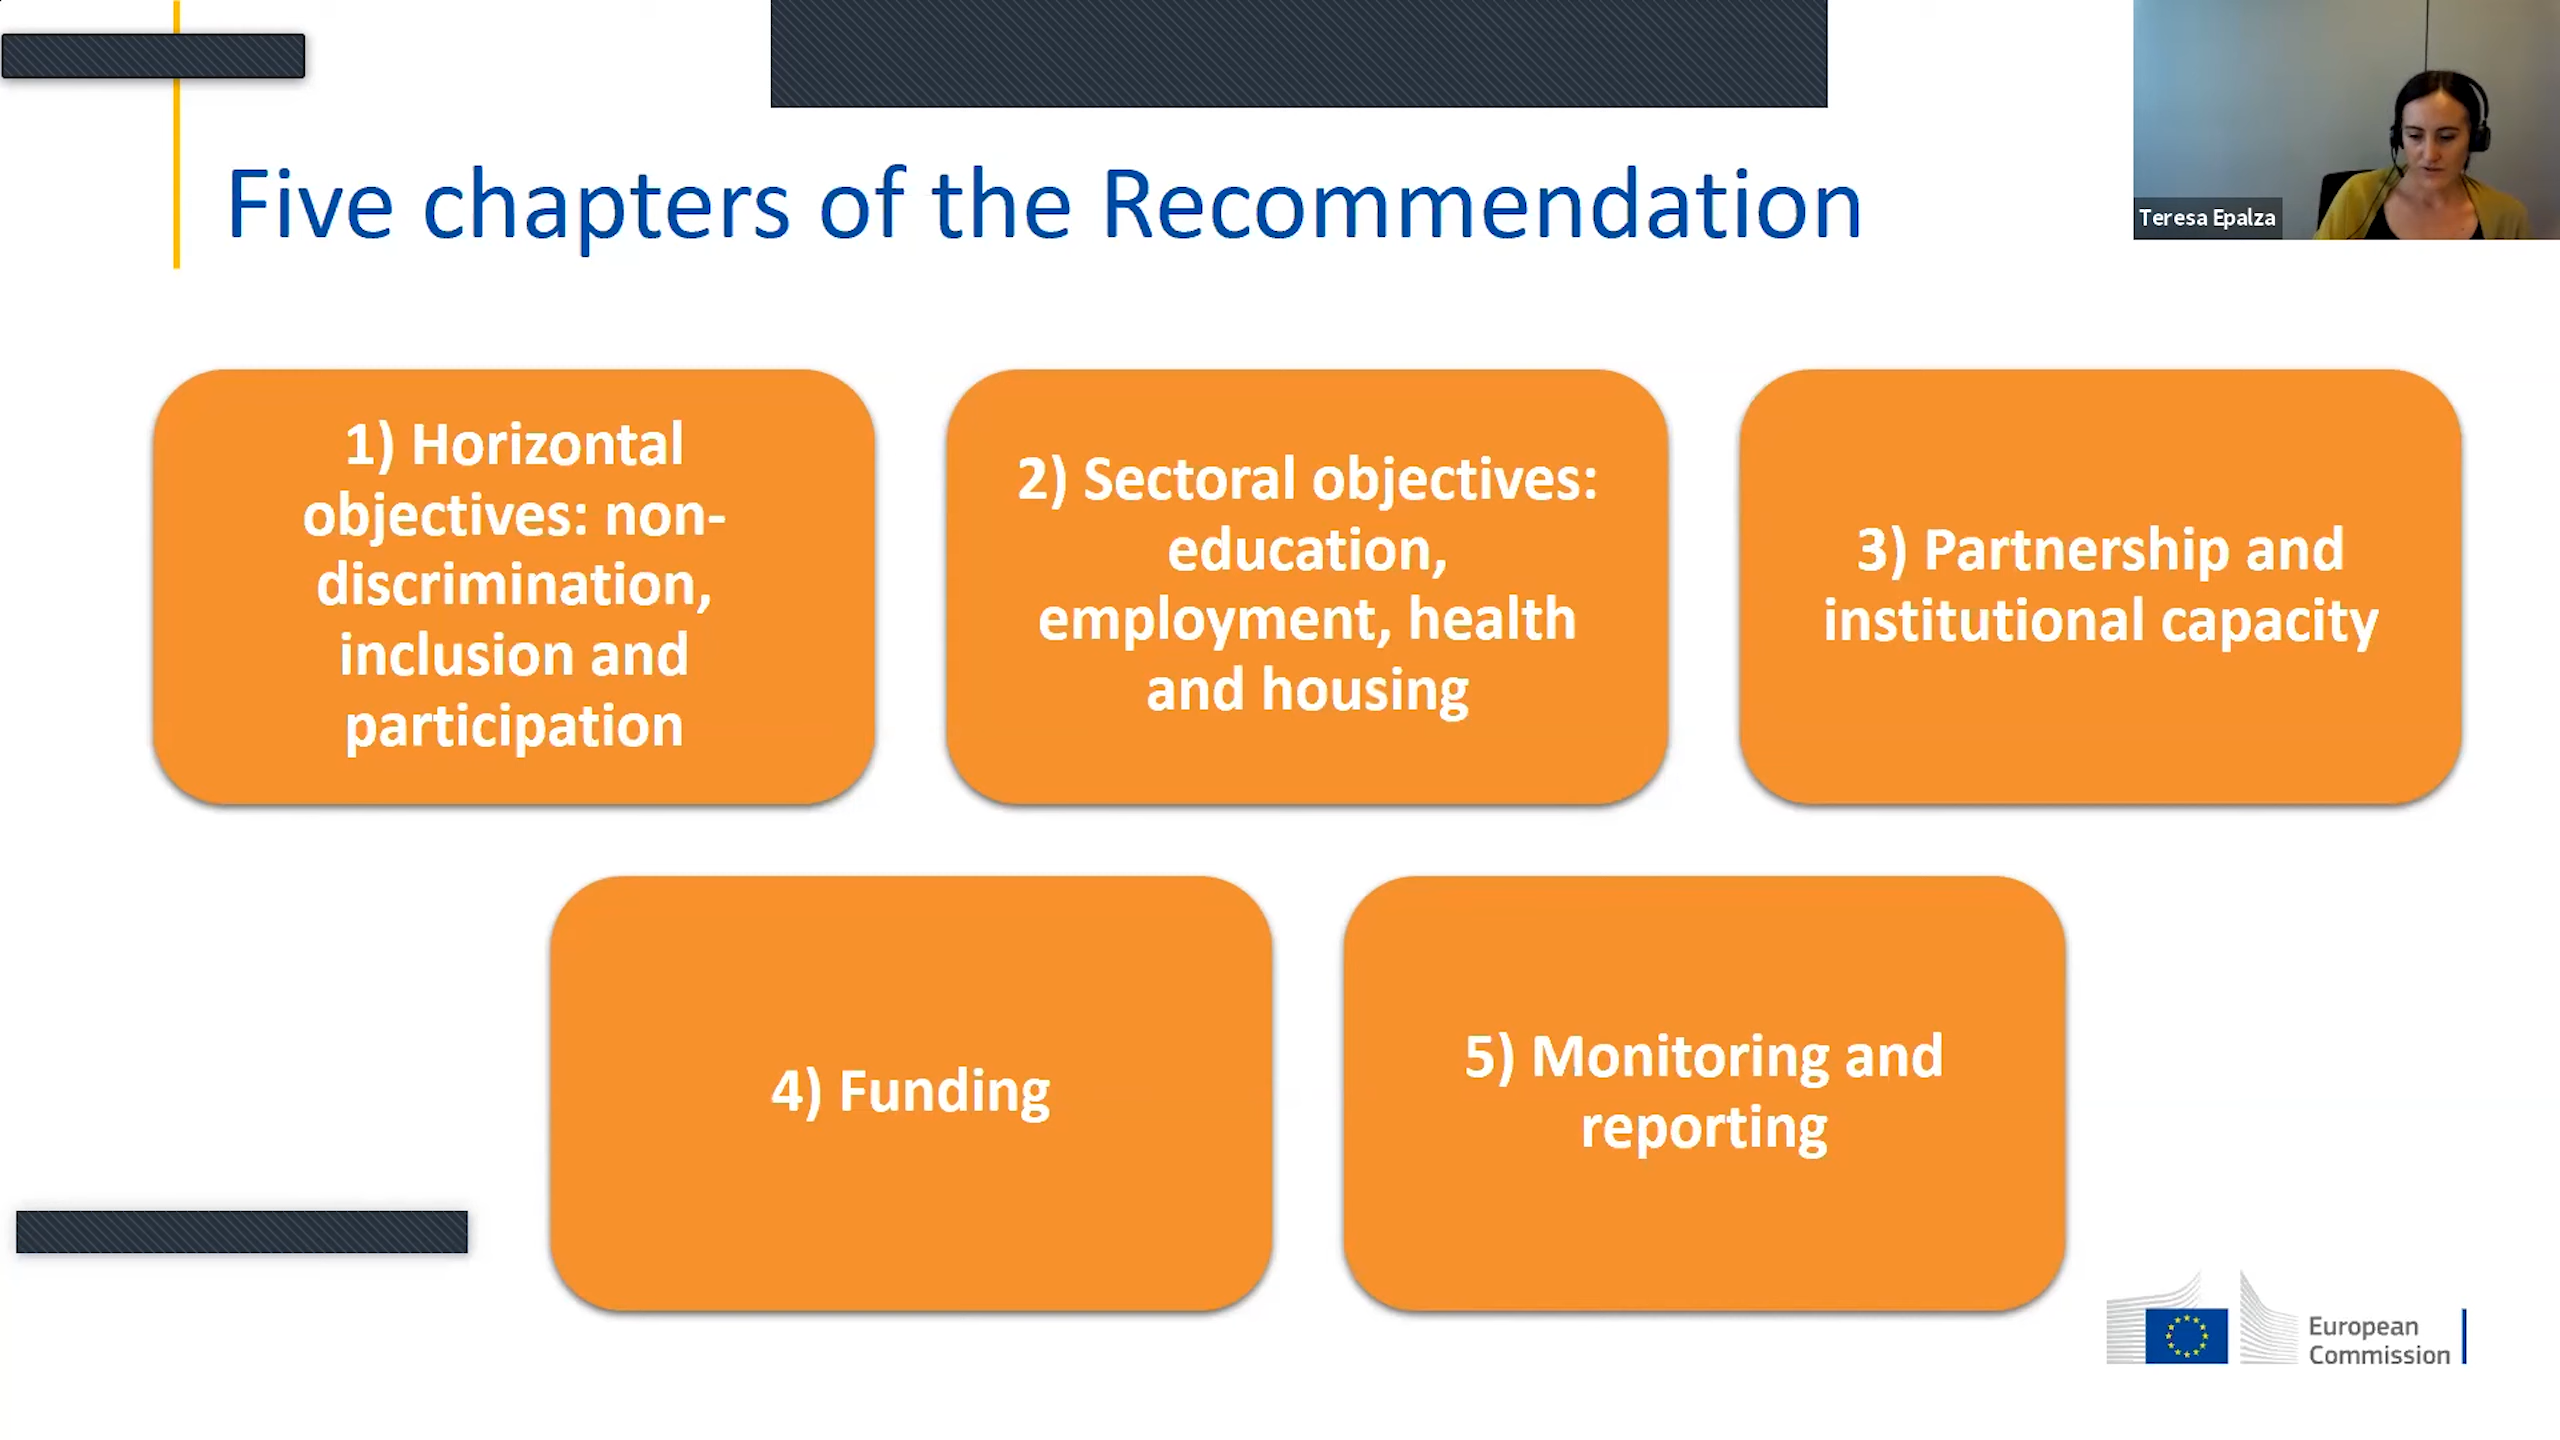 Five chapters of the Recommendation
Teresa Epalza
1) Horizontal
objectives: non-
discrimination,
inclusion and
participation
2) Sectoral objectives:
education,
employment, health
and housing
3) Partnership and
institutional capacity
4) Funding
5) Monitoring and
reporting
European
Commission